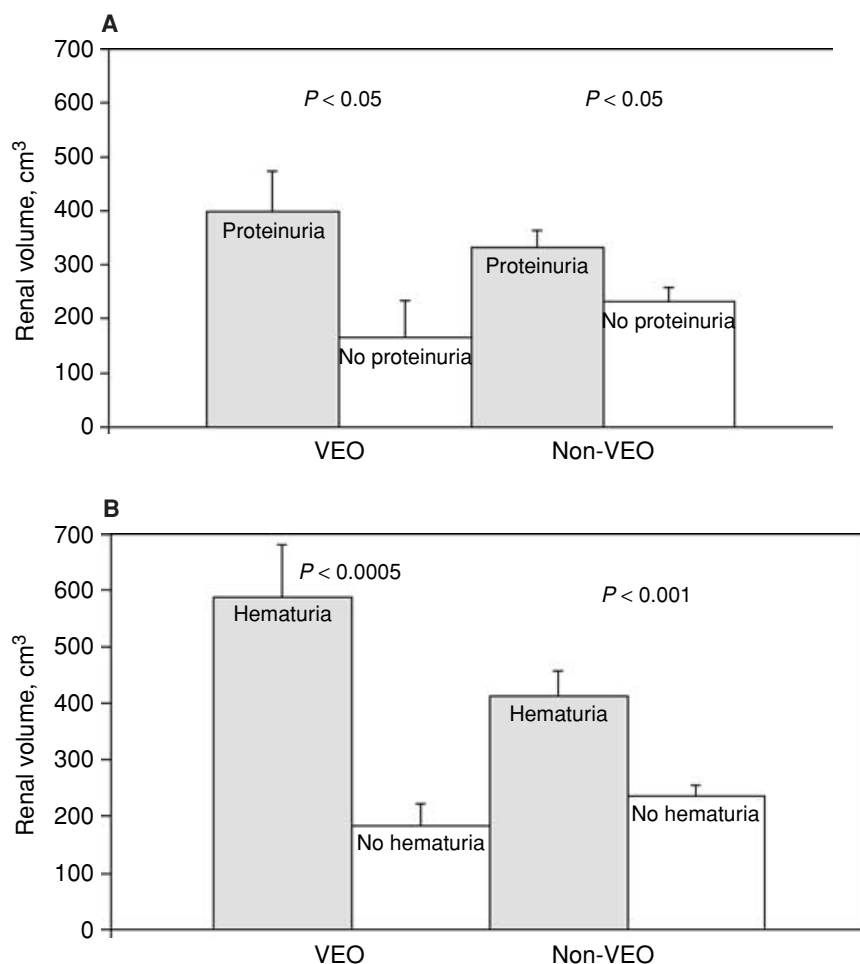 A
700
600
500
400
300
200
100
0
Renal volume, cm³
P < 0.05
P < 0.05
Proteinuria
No proteinuria
Proteinuria
No proteinuria
VEO
Non-VEO
B
700
600
500
400
300
200
100
0
Renal volume, cm³
P < 0.0005
P < 0.001
Hematuria
No hematuria
Hematuria
No hematuria
VEO
Non-VEO